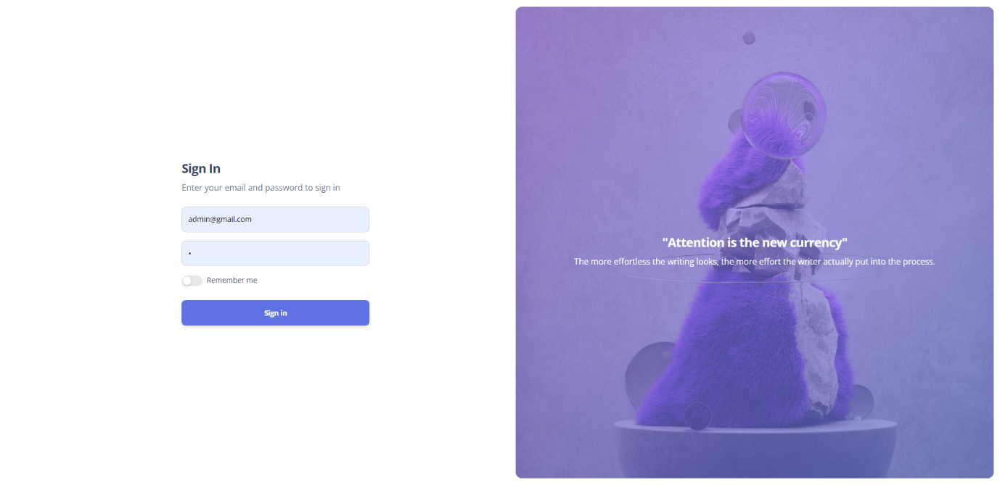 Sign In
Enter your email and password to sign in
admin@gmail.com
•
Remember me
Sign in
"Attention is the new currency"
The more effortless the writing looks, the more effort the writer actually put into the process.